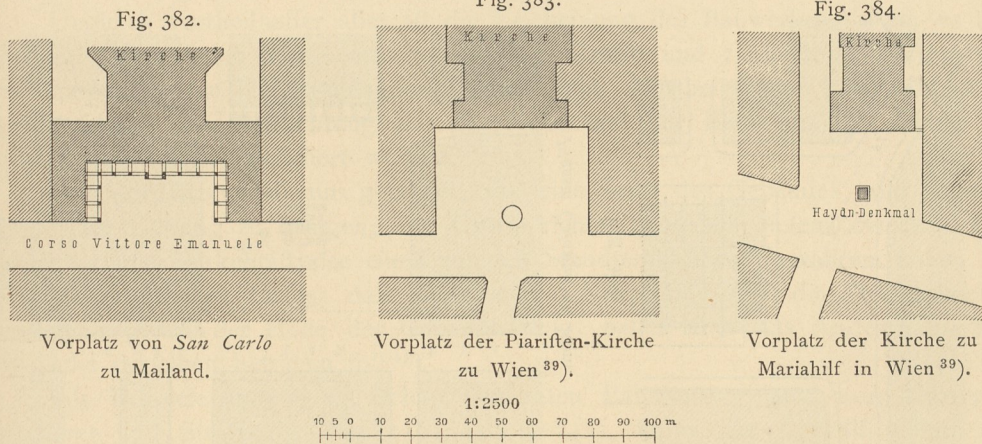 Fig. 382.
Kirche
Corso Vittore Emanuele
Vorplatz von San Carlo
zu Mailand.
Fig. 383.
Kirche
Vorplatz der Piariſten-Kirche
zu Wien ³⁹).
Fig. 384.
Kirche
Haydn-Denkmal
Vorplatz der Kirche zu
Mariahilf in Wien ³⁹).
1:2500
10 5 0 10 20 30 40 50 60 70 80 90 100 m